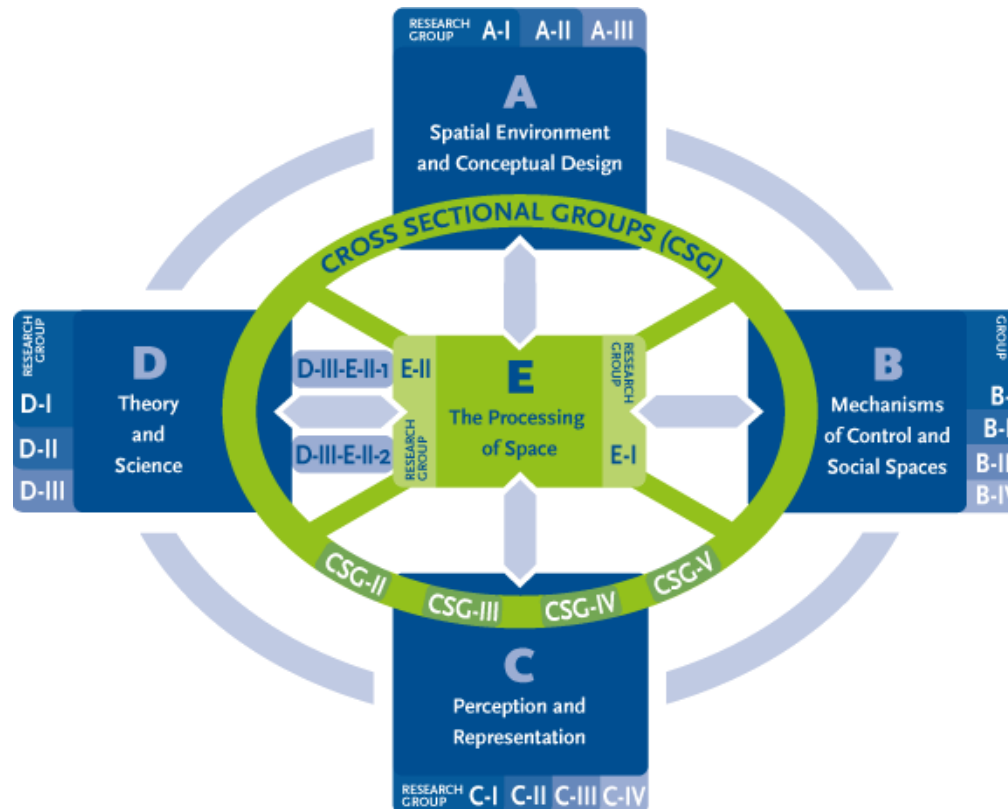 RESEARCH
GROUP A-I A-II A-III
A
Spatial Environment
and Conceptual Design
CROSS SECTIONAL GROUPS (CSG)
RESEARCH
GROUP
D-I
D-II
D-III
D
Theory
and
Science
D-III-E-II-1
D-III-E-II-2
E-II
RESEARCH
GROUP
E
The Processing
of Space
RESEARCH
GROUP
E-I
B
Mechanisms
of Control and
Social Spaces
GROUP
CSG-II
CSG-III
CSG-IV
CSG-V
C
Perception and
Representation
RESEARCH
GROUP C-I C-II C-III C-IV